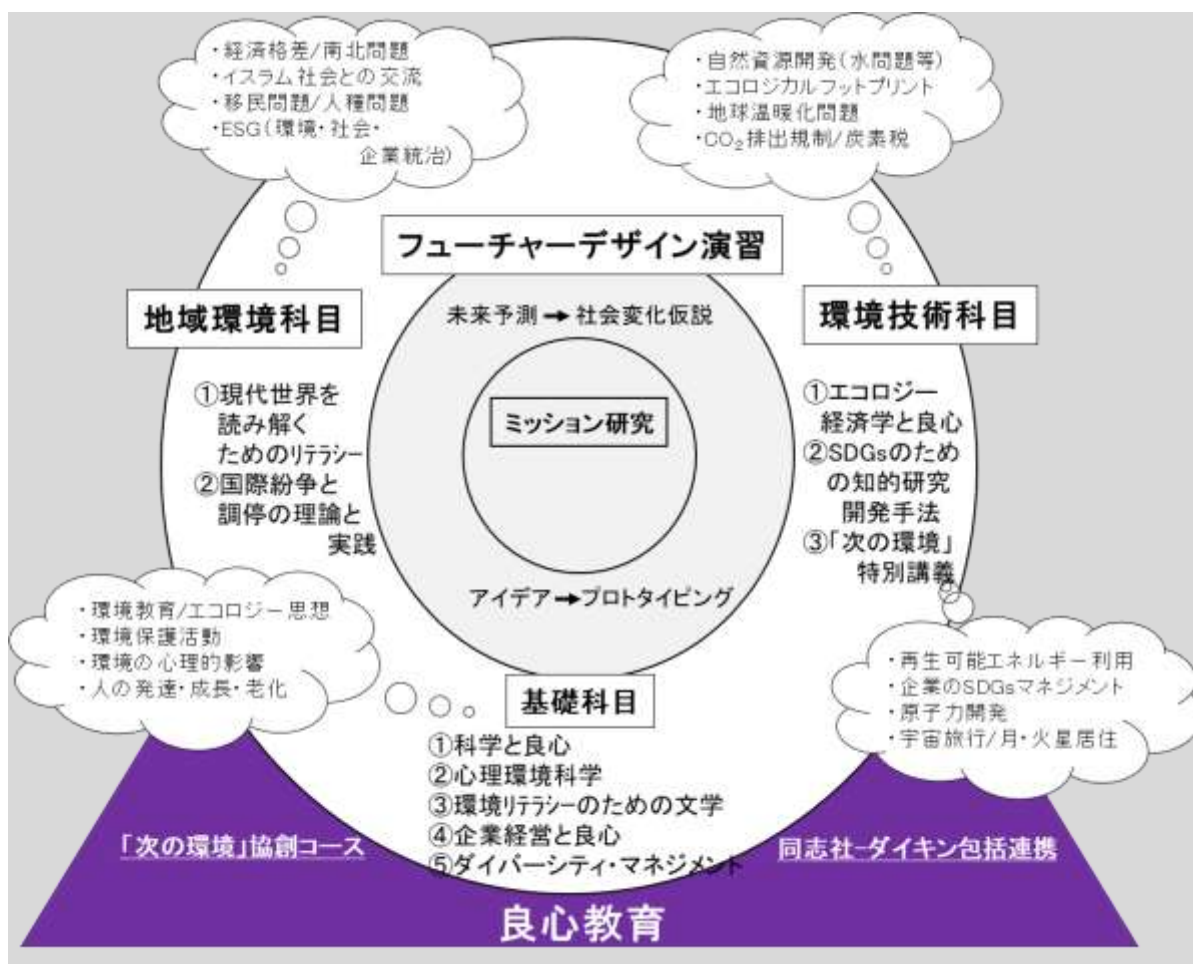 ・経済格差/南北問題
・イスラム社会との交流
・移民問題/人種問題
・ESG(環境・社会・
企業統治)
・自然資源開発(水問題等)
・エコロジカルフットプリント
・地球温暖化問題
・CO₂排出規制/炭素税
フューチャーデザイン演習
未来予測→社会変化仮説
ミッション研究
アイデア→プロトタイピング
地域環境科目
①現代世界を
読み解く
ためのリテラシー
②国際紛争と
調停の理論と
実践
環境技術科目
①エコロジー
経済学と良心
②SDGsのため
の知的研究
開発手法
③「次の環境」
特別講義
・環境教育/エコロジー思想
・環境保護活動
・環境の心理的影響
・人の発達・成長・老化
・再生可能エネルギー利用
・企業のSDGsマネジメント
・原子力開発
・宇宙旅行/月・火星居住
基礎科目
①科学と良心
②心理環境科学
③環境リテラシーのための文学
④企業経営と良心
⑤ダイバーシティ・マネジメント
「次の環境」協創コース
同志社-ダイキン包括連携
良心教育